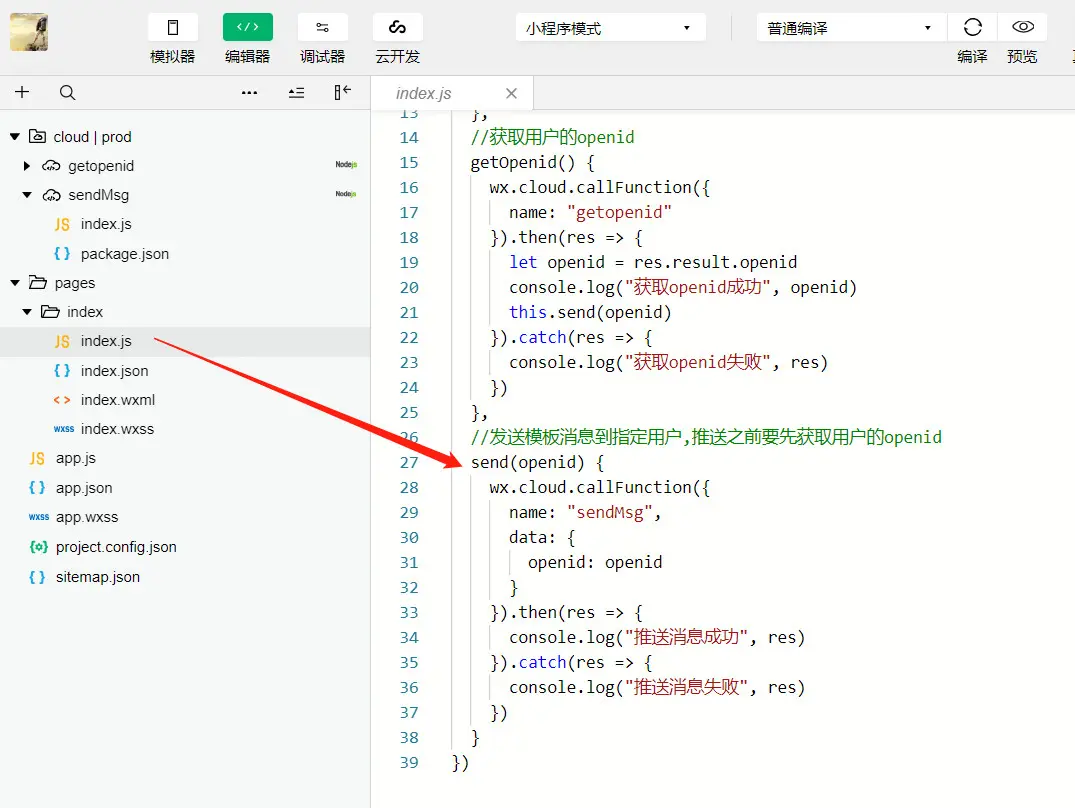 小程序模式
普通编译
模拟器
编辑器
调试器
云开发
编译
预览
index.js
cloud | prod
getopenid
Nodejs
sendMsg
Nodejs
index.js
package.json
pages
index
index.js
index.json
index.wxml
index.wxss
app.js
app.json
app.wxss
project.config.json
sitemap.json
13 },
14 //获取用户的openid
15 getOpenid() {
16 wx.cloud.callFunction({
17 name: "getopenid"
18 }).then(res => {
19 let openid = res.result.openid
20 console.log("获取openid成功", openid)
21 this.send(openid)
22 }).catch(res => {
23 console.log("获取openid失败", res)
24 })
25 },
26 //发送模板消息到指定用户,推送之前要先获取用户的openid
27 send(openid) {
28 wx.cloud.callFunction({
29 name: "sendMsg",
30 data: {
31 openid: openid
32 }
33 }).then(res => {
34 console.log("推送消息成功", res)
35 }).catch(res => {
36 console.log("推送消息失败", res)
37 })
38 }
39 })